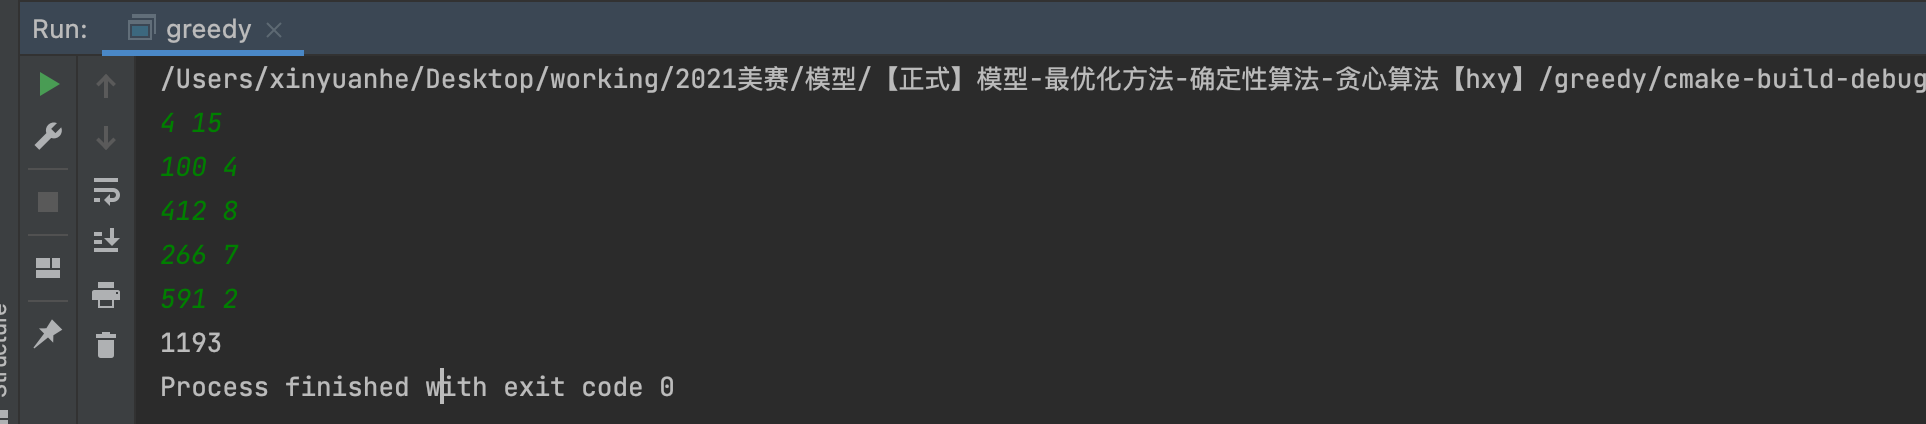 Run: greedy
/Users/xinyuanhe/Desktop/working/2021美赛/模型/【正式】模型-最优化方法-确定性算法-贪心算法【hxy】/greedy/cmake-build-debug
4 15
100 4
412 8
266 7
591 2
1193
Process finished with exit code 0
Structure